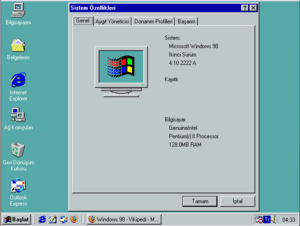 Sistem Özellikleri
Genel
Aygıt Yöneticisi
Donanım Profilleri
Başarım
Sistem:
Microsoft Windows 98
İkinci Sürüm
4.10.2222 A
Kayıtlı:
Bilgisayar:
GenuineIntel
Pentium(r) II Processor
128.0MB RAM
Tamam
İptal
Bilgisayarım
Belgelerim
Internet
Explorer
Ağ Komşuları
Geri Dönüşüm
Kutusu
Outlook
Express
Başlat
Windows 98 - Vikipedi - M...
04:33